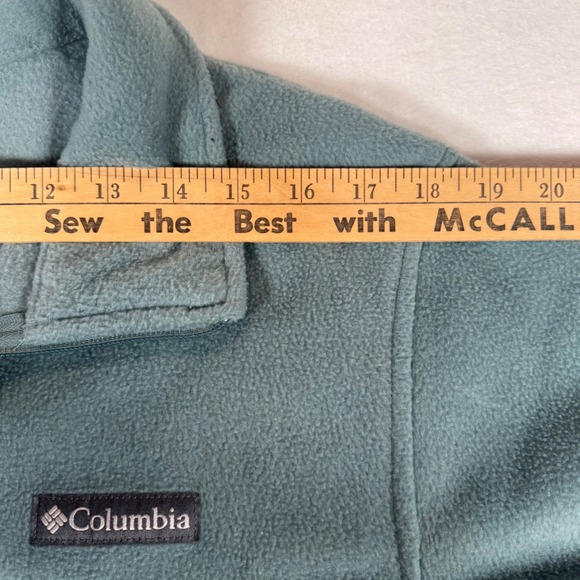 12 13 14 15 16 17 18 19 20
Sew the Best with McCALL
Columbia